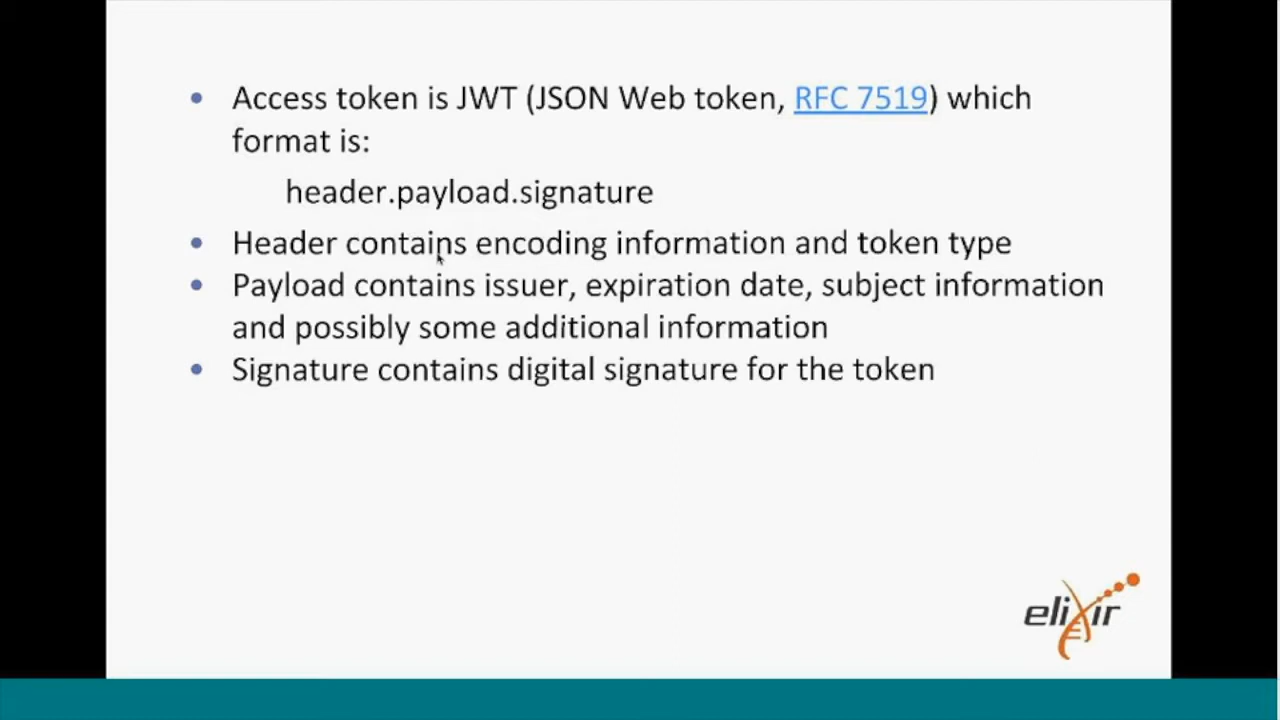 • Access token is JWT (JSON Web token, RFC 7519) which
format is:
header.payload.signature
• Header contains encoding information and token type
• Payload contains issuer, expiration date, subject information
and possibly some additional information
• Signature contains digital signature for the token
elixir